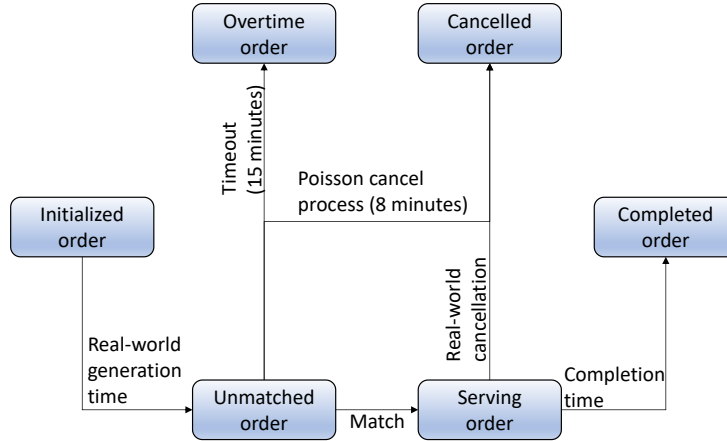 Overtime
order
Cancelled
order
Timeout
(15 minutes)
Poisson cancel
process (8 minutes)
Initialized
order
Completed
order
Real-world
cancellation
Real-world
generation
time
Unmatched
order
Match
Serving
order
Completion
time